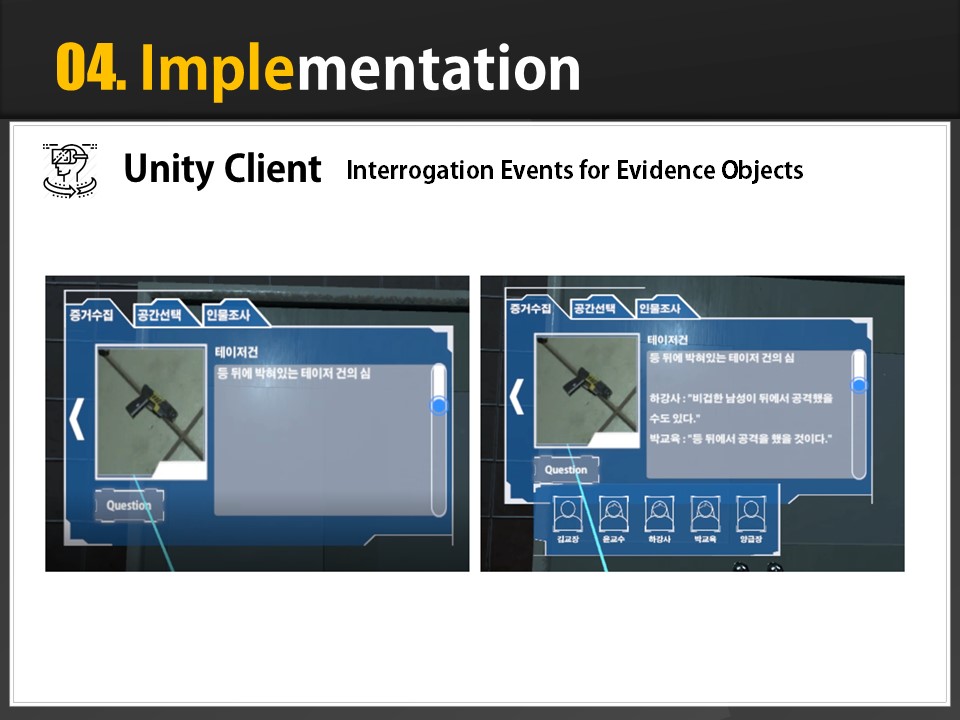 04. Implementation
Unity Client Interrogation Events for Evidence Objects
증거수집 공간선택 인물조사
테이저건
등 뒤에 박혀있는 테이저 건의 심
Question
증거수집 공간선택 인물조사
테이저건
등 뒤에 박혀있는 테이저 건의 심
하강사 : "비겁한 남성이 뒤에서 공격했을
수도 있다."
박교육 : "등 뒤에서 공격을 했을 것이다."
Question
김교장 윤교수 하강사 박교육 양급장